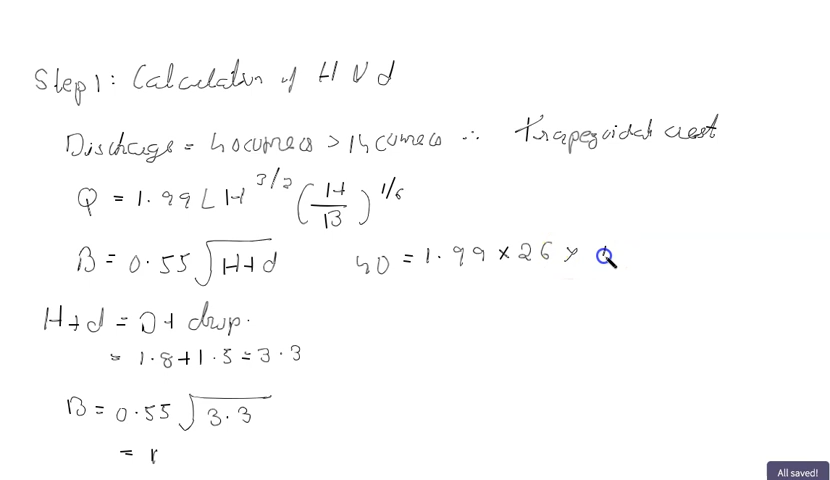 Step 1: Calculation of H & d
Discharge = 40 cumecs > 14 cumecs ∴ Trapezoidal crest
Q = 1.99 L H^3/2 (H/B)^1/6
B = 0.55 √H+d
40 = 1.99 × 26 ×
H+d = D+ drop.
= 1.8+1.5 = 3.3
B = 0.55 √3.3
= 1
All saved!